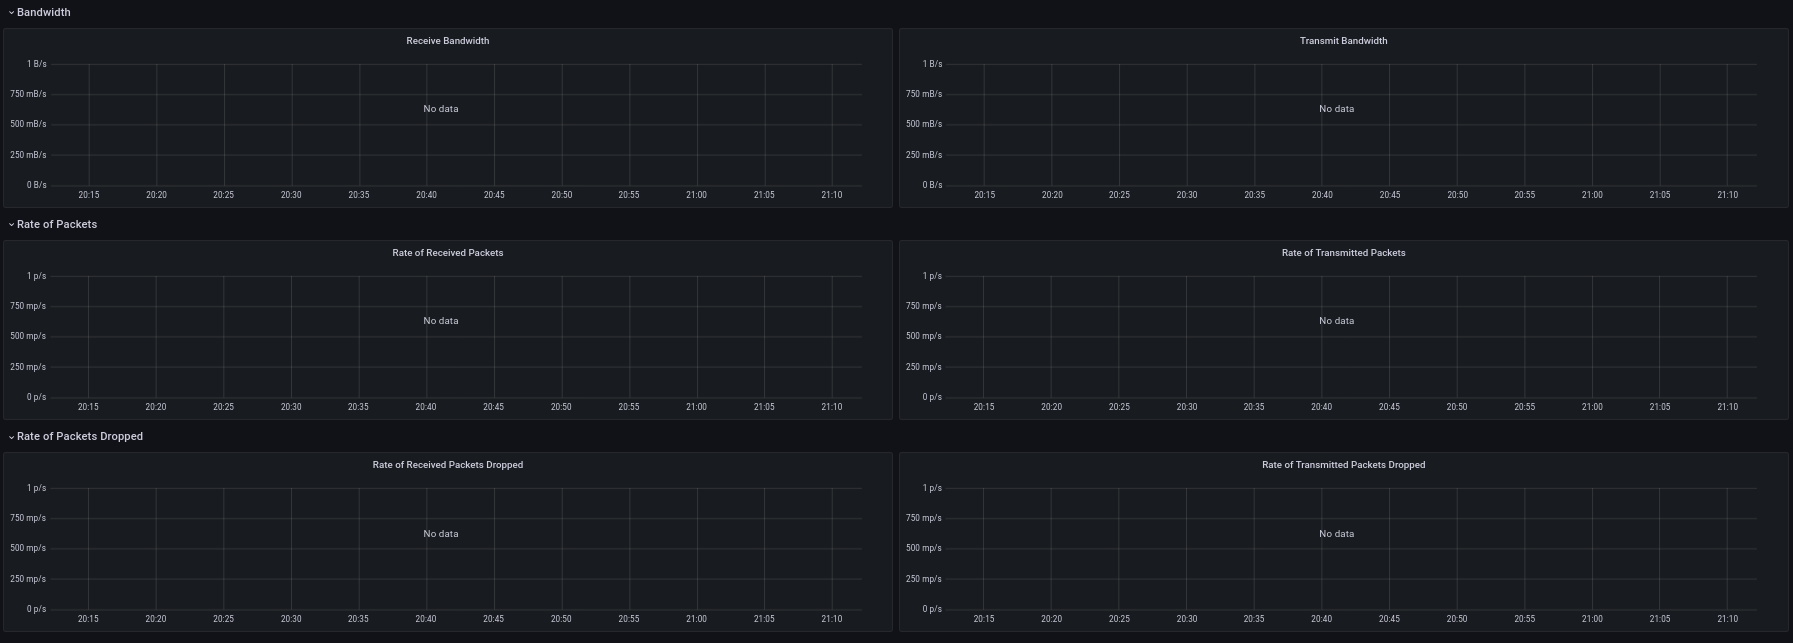 Bandwidth
Receive Bandwidth
1 B/s
750 mB/s
500 mB/s
250 mB/s
0 B/s
No data
20:15 20:20 20:25 20:30 20:35 20:40 20:45 20:50 20:55 21:00 21:05 21:10
Transmit Bandwidth
1 B/s
750 mB/s
500 mB/s
250 mB/s
0 B/s
No data
20:15 20:20 20:25 20:30 20:35 20:40 20:45 20:50 20:55 21:00 21:05 21:10
Rate of Packets
Rate of Received Packets
1 p/s
750 mp/s
500 mp/s
250 mp/s
0 p/s
No data
20:15 20:20 20:25 20:30 20:35 20:40 20:45 20:50 20:55 21:00 21:05 21:10
Rate of Transmitted Packets
1 p/s
750 mp/s
500 mp/s
250 mp/s
0 p/s
No data
20:15 20:20 20:25 20:30 20:35 20:40 20:45 20:50 20:55 21:00 21:05 21:10
Rate of Packets Dropped
Rate of Received Packets Dropped
1 p/s
750 mp/s
500 mp/s
250 mp/s
0 p/s
No data
20:15 20:20 20:25 20:30 20:35 20:40 20:45 20:50 20:55 21:00 21:05 21:10
Rate of Transmitted Packets Dropped
1 p/s
750 mp/s
500 mp/s
250 mp/s
0 p/s
No data
20:15 20:20 20:25 20:30 20:35 20:40 20:45 20:50 20:55 21:00 21:05 21:10